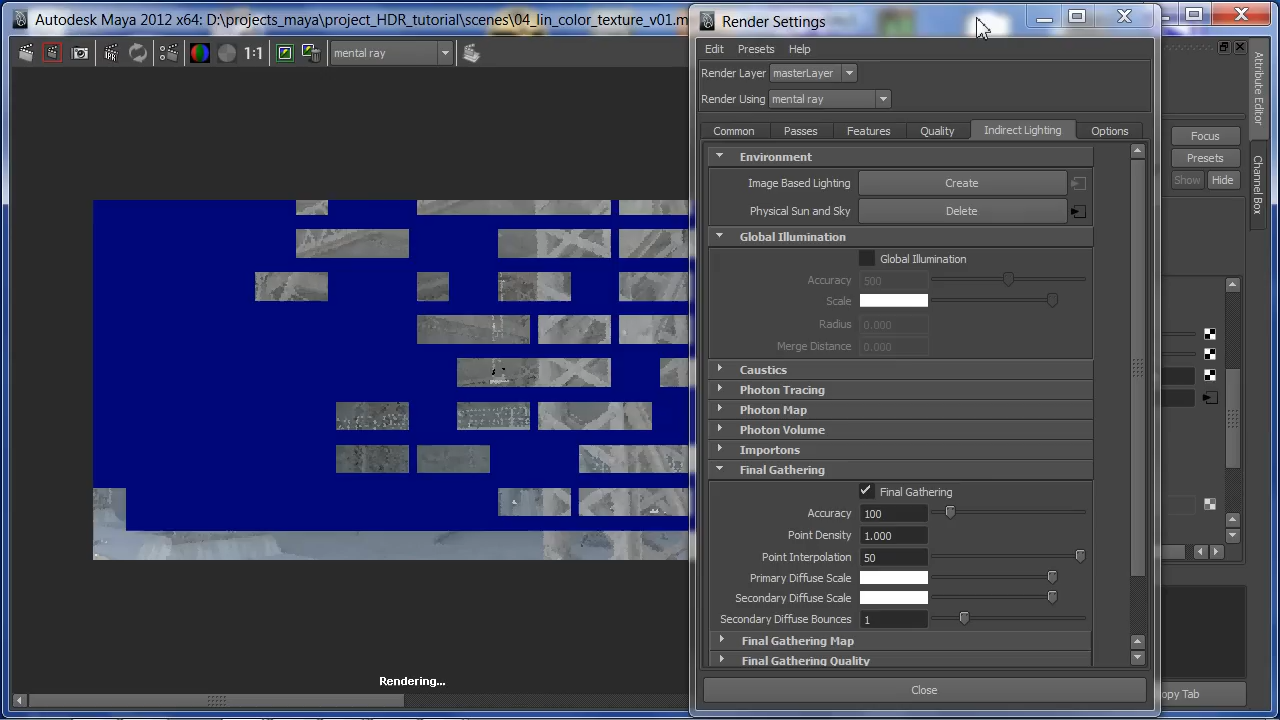 Autodesk Maya 2012 x64: D:\projects_maya\project_HDR_tutorial\scenes\04_lin_color_texture_v01.m
1:1
mental ray
Rendering...
Render Settings
Edit Presets Help
Render Layer masterLayer
Render Using mental ray
Common Passes Features Quality Indirect Lighting Options
Environment
Image Based Lighting Create
Physical Sun and Sky Delete
Global Illumination
Global Illumination
Accuracy 500
Scale
Radius 0.000
Merge Distance 0.000
Caustics
Photon Tracing
Photon Map
Photon Volume
Importons
Final Gathering
Final Gathering
Accuracy 100
Point Density 1.000
Point Interpolation 50
Primary Diffuse Scale
Secondary Diffuse Scale
Secondary Diffuse Bounces 1
Final Gathering Map
Final Gathering Quality
Close
Focus
Presets
Show Hide
opy Tab
Attribute Editor
Channel Box